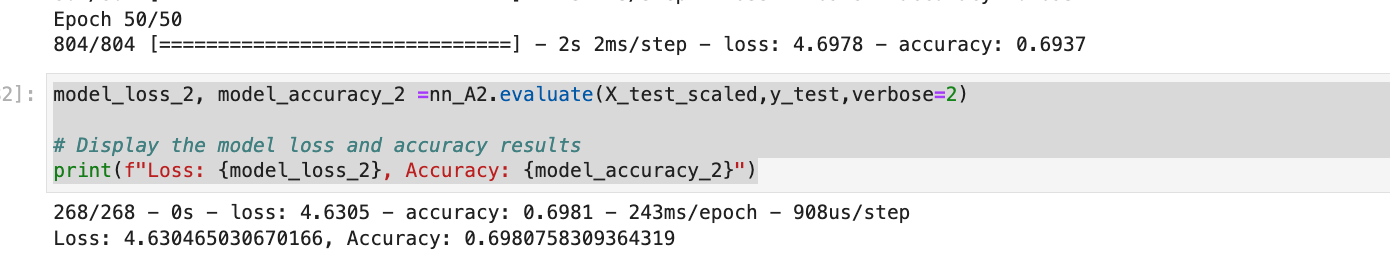 Epoch 50/50
804/804 [==============================] - 2s 2ms/step - loss: 4.6978 - accuracy: 0.6937
2]:
model_loss_2, model_accuracy_2 =nn_A2.evaluate(X_test_scaled,y_test,verbose=2)
# Display the model loss and accuracy results
print(f"Loss: {model_loss_2}, Accuracy: {model_accuracy_2}")
268/268 - 0s - loss: 4.6305 - accuracy: 0.6981 - 243ms/epoch - 908us/step
Loss: 4.630465030670166, Accuracy: 0.6980758309364319